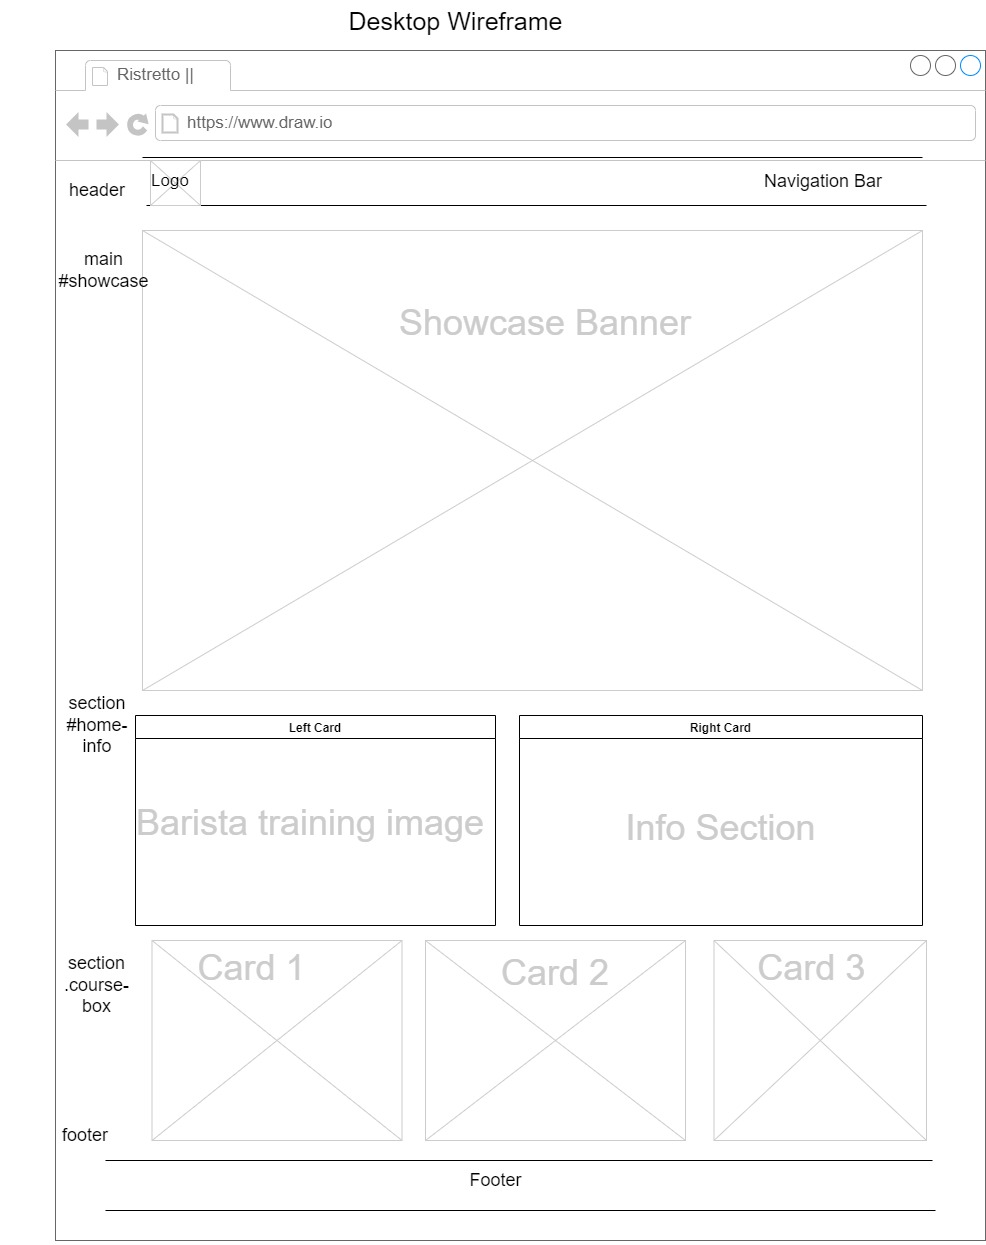 Desktop Wireframe
Ristretto ||
https://www.draw.io
header
Logo
Navigation Bar
main
#showcase
Showcase Banner
section
#home-
info
Left Card
Right Card
Barista training image
Info Section
section
.course-
box
Card 1
Card 2
Card 3
footer
Footer